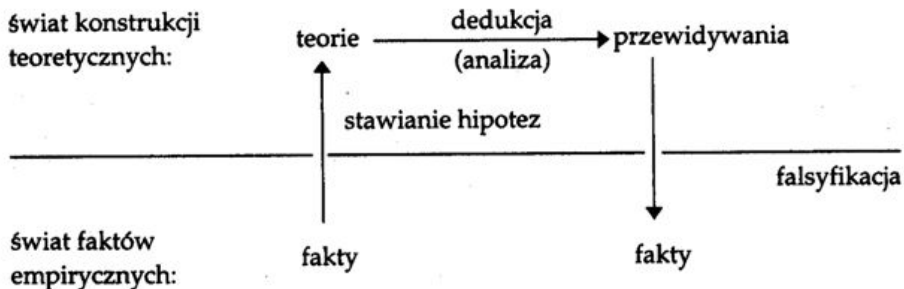 świat konstrukcji
teoretycznych:
teorie
dedukcja
(analiza)
przewidywania
stawianie hipotez
falsyfikacja
świat faktów
empirycznych:
fakty
fakty